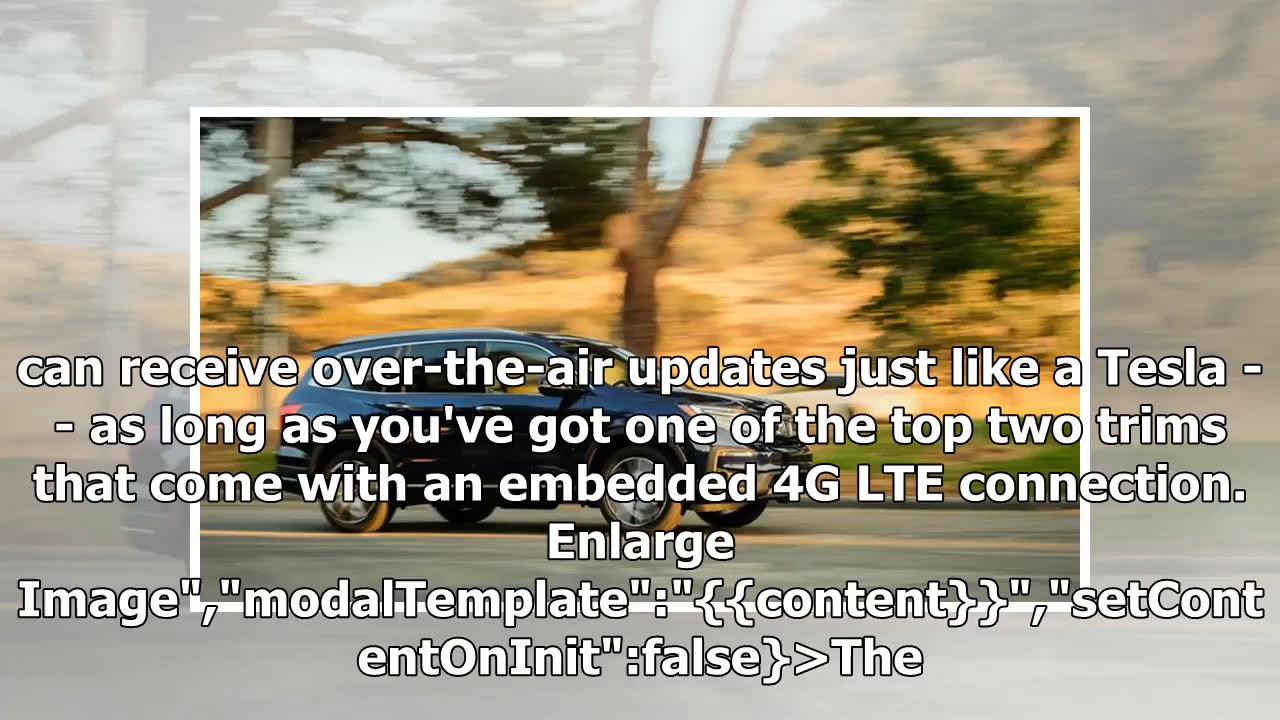 can receive over-the-air updates just like a Tesla -
- as long as you've got one of the top two trims
that come with an embedded 4G LTE connection.
Enlarge
Image","modalTemplate":"{{content}}","setCont
entOnInit":false}>The